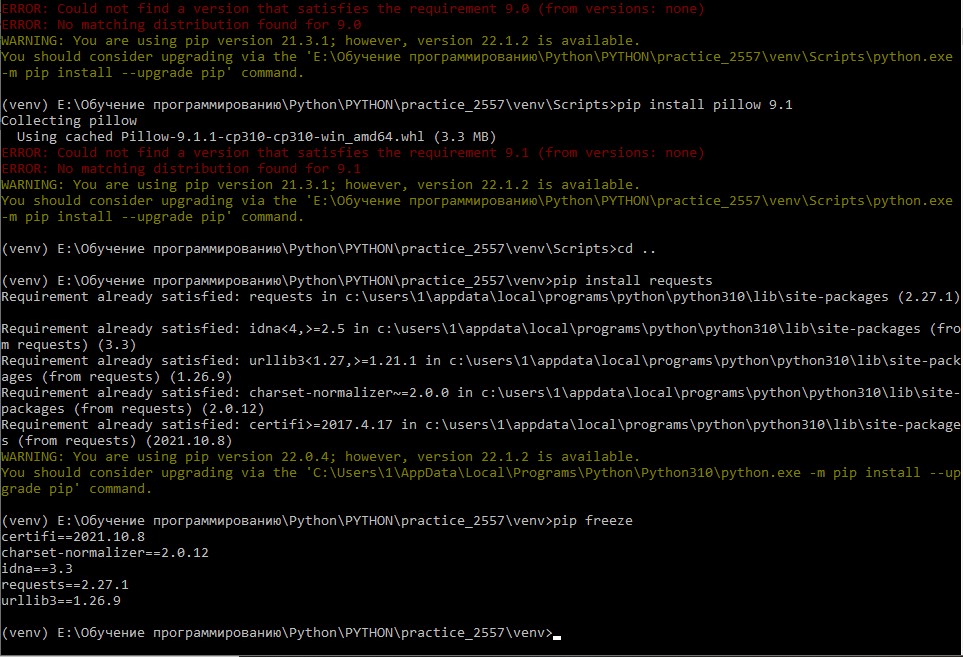 ERROR: Could not find a version that satisfies the requirement 9.0 (from versions: none)
ERROR: No matching distribution found for 9.0
WARNING: You are using pip version 21.3.1; however, version 22.1.2 is available.
You should consider upgrading via the 'E:\Обучение программированию\Python\PYTHON\practice_2557\venv\Scripts\python.exe
-m pip install --upgrade pip' command.
(venv) E:\Обучение программированию\Python\PYTHON\practice_2557\venv\Scripts>pip install pillow 9.1
Collecting pillow
  Using cached Pillow-9.1.1-cp310-cp310-win_amd64.whl (3.3 MB)
ERROR: Could not find a version that satisfies the requirement 9.1 (from versions: none)
ERROR: No matching distribution found for 9.1
WARNING: You are using pip version 21.3.1; however, version 22.1.2 is available.
You should consider upgrading via the 'E:\Обучение программированию\Python\PYTHON\practice_2557\venv\Scripts\python.exe
-m pip install --upgrade pip' command.
(venv) E:\Обучение программированию\Python\PYTHON\practice_2557\venv\Scripts>cd ..
(venv) E:\Обучение программированию\Python\PYTHON\practice_2557\venv>pip install requests
Requirement already satisfied: requests in c:\users\1\appdata\local\programs\python\python310\lib\site-packages (2.27.1)
Requirement already satisfied: idna<4,>=2.5 in c:\users\1\appdata\local\programs\python\python310\lib\site-packages (fro
m requests) (3.3)
Requirement already satisfied: urllib3<1.27,>=1.21.1 in c:\users\1\appdata\local\programs\python\python310\lib\site-pack
ages (from requests) (1.26.9)
Requirement already satisfied: charset-normalizer~=2.0.0 in c:\users\1\appdata\local\programs\python\python310\lib\site-
packages (from requests) (2.0.12)
Requirement already satisfied: certifi>=2017.4.17 in c:\users\1\appdata\local\programs\python\python310\lib\site-package
s (from requests) (2021.10.8)
WARNING: You are using pip version 22.0.4; however, version 22.1.2 is available.
You should consider upgrading via the 'C:\Users\1\AppData\Local\Programs\Python\Python310\python.exe -m pip install --up
grade pip' command.
(venv) E:\Обучение программированию\Python\PYTHON\practice_2557\venv>pip freeze
certifi==2021.10.8
charset-normalizer==2.0.12
idna==3.3
requests==2.27.1
urllib3==1.26.9
(venv) E:\Обучение программированию\Python\PYTHON\practice_2557\venv>